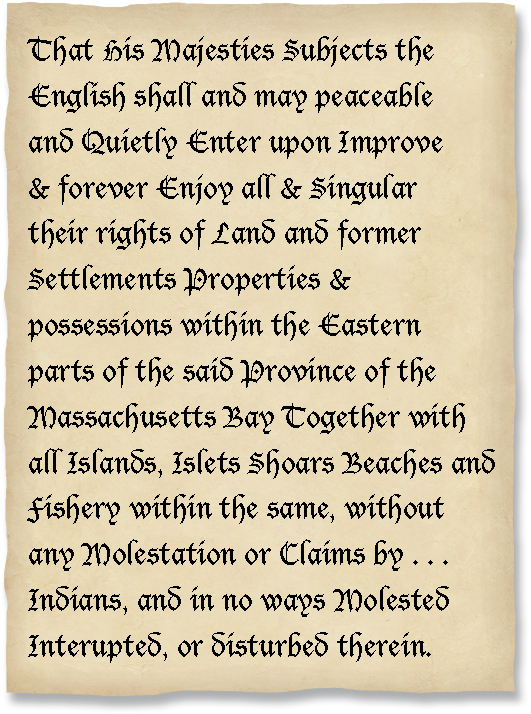 That His Majesties Subjects the
English shall and may peaceable
and Quietly Enter upon Improve
& forever Enjoy all & Singular
their rights of Land and former
Settlements Properties &
possessions within the Eastern
parts of the said Province of the
Massachusetts Bay Together with
all Islands, Islets Shoars Beaches and
Fishery within the same, without
any Molestation or Claims by . . .
Indians, and in no ways Molested
Interupted, or disturbed therein.